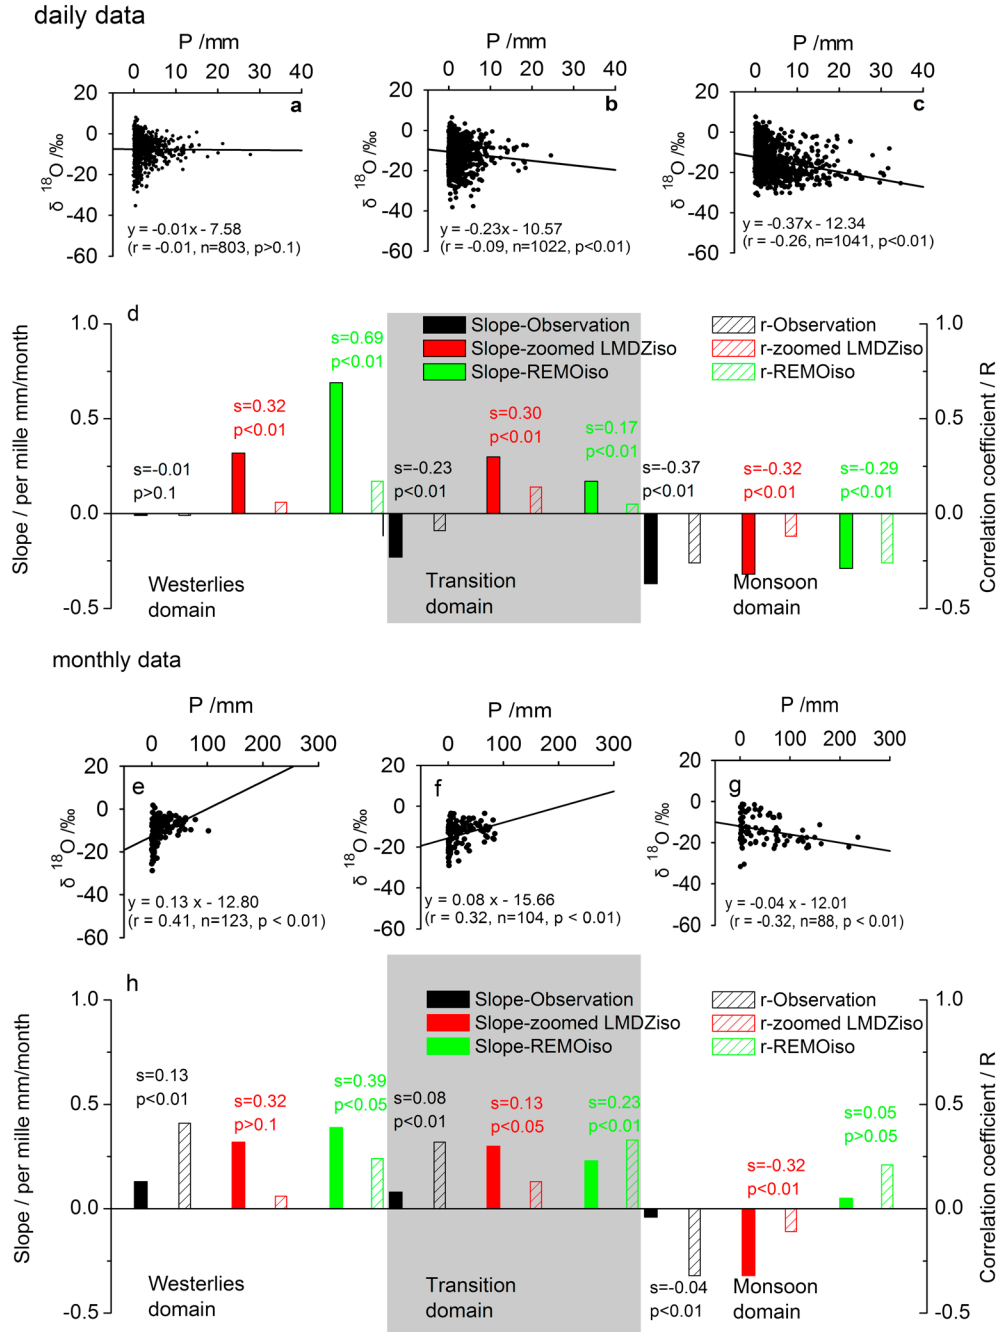 daily data
P /mm
P /mm
P /mm
0 10 20 30 40
0 10 20 30 40
0 10 20 30 40
20
0
-20
-40
-60
δ 18O /‰
a
y = -0.01x - 7.58
(r = -0.01, n=803, p>0.1)
20
0
-20
-40
-60
δ 18O /‰
b
y = -0.23x - 10.57
(r = -0.09, n=1022, p<0.01)
20
0
-20
-40
-60
δ 18O /‰
c
y = -0.37x - 12.34
(r = -0.26, n=1041, p<0.01)
d
Slope / per mille mm/month
1.0
0.5
0.0
-0.5
Slope-Observation
Slope-zoomed LMDZiso
Slope-REMOiso
r-Observation
r-zoomed LMDZiso
r-REMOiso
s=-0.01
p>0.1
s=0.32
p<0.01
s=0.69
p<0.01
s=-0.23
p<0.01
s=0.30
p<0.01
s=0.17
p<0.01
s=-0.37
p<0.01
s=-0.32
p<0.01
s=-0.29
p<0.01
Westerlies
domain
Transition
domain
Monsoon
domain
1.0
0.5
0.0
-0.5
Correlation coefficient / R
monthly data
P /mm
P /mm
P /mm
0 100 200 300
0 100 200 300
0 100 200 300
20
0
-20
-40
-60
δ 18O /‰
e
y = 0.13 x - 12.80
(r = 0.41, n=123, p < 0.01)
20
0
-20
-40
-60
δ 18O /‰
f
y = 0.08 x - 15.66
(r = 0.32, n=104, p < 0.01)
20
0
-20
-40
-60
δ 18O /‰
g
y = -0.04 x - 12.01
(r = -0.32, n=88, p < 0.01)
h
Slope / per mille mm/month
1.0
0.5
0.0
-0.5
Slope-Observation
Slope-zoomed LMDZiso
Slope-REMOiso
r-Observation
r-zoomed LMDZiso
r-REMOiso
s=0.13
p<0.01
s=0.32
p>0.1
s=0.39
p<0.05
s=0.08
p<0.01
s=0.13
p<0.05
s=0.23
p<0.01
s=-0.04
p<0.01
s=-0.32
p<0.01
s=0.05
p>0.05
Westerlies
domain
Transition
domain
Monsoon
domain
1.0
0.5
0.0
-0.5
Correlation coefficient / R